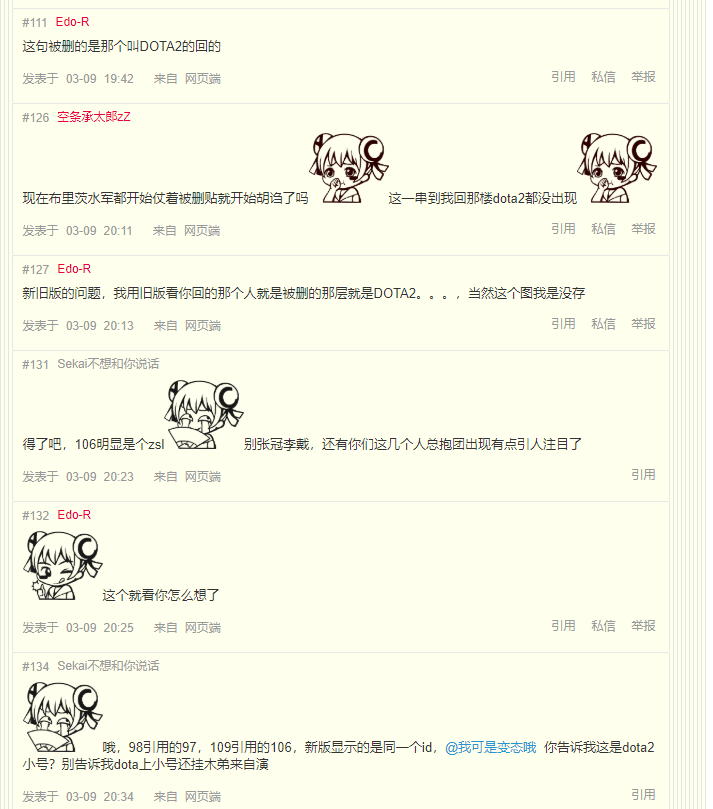 #111 Edo-R
这句被删的是那个叫DOTA2的回的
发表于 03-09 19:42 来自 网页端 引用 私信 举报
#126 空条承太郎zZ
现在布里茨水军都开始仗着被删贴就开始胡诌了吗 这一串到我回那楼dota2都没出现
发表于 03-09 20:11 来自 网页端 引用 私信 举报
#127 Edo-R
新旧版的问题，我用旧版看你回的那个人就是被删的那层就是DOTA2。。。，当然这个图我是没存
发表于 03-09 20:13 来自 网页端 引用 私信 举报
#131 Sekai不想和你说话
得了吧，106明显是个zsl 别张冠李戴，还有你们这几个人总抱团出现有点引人注目了
发表于 03-09 20:23 来自 网页端 引用
#132 Edo-R
这个就看你怎么想了
发表于 03-09 20:25 来自 网页端 引用 私信 举报
#134 Sekai不想和你说话
哦，98引用的97，109引用的106，新版显示的是同一个id，@我可是变态哦 你告诉我这是dota2
小号？别告诉我dota上小号还挂木弟来自演
发表于 03-09 20:34 来自 网页端 引用